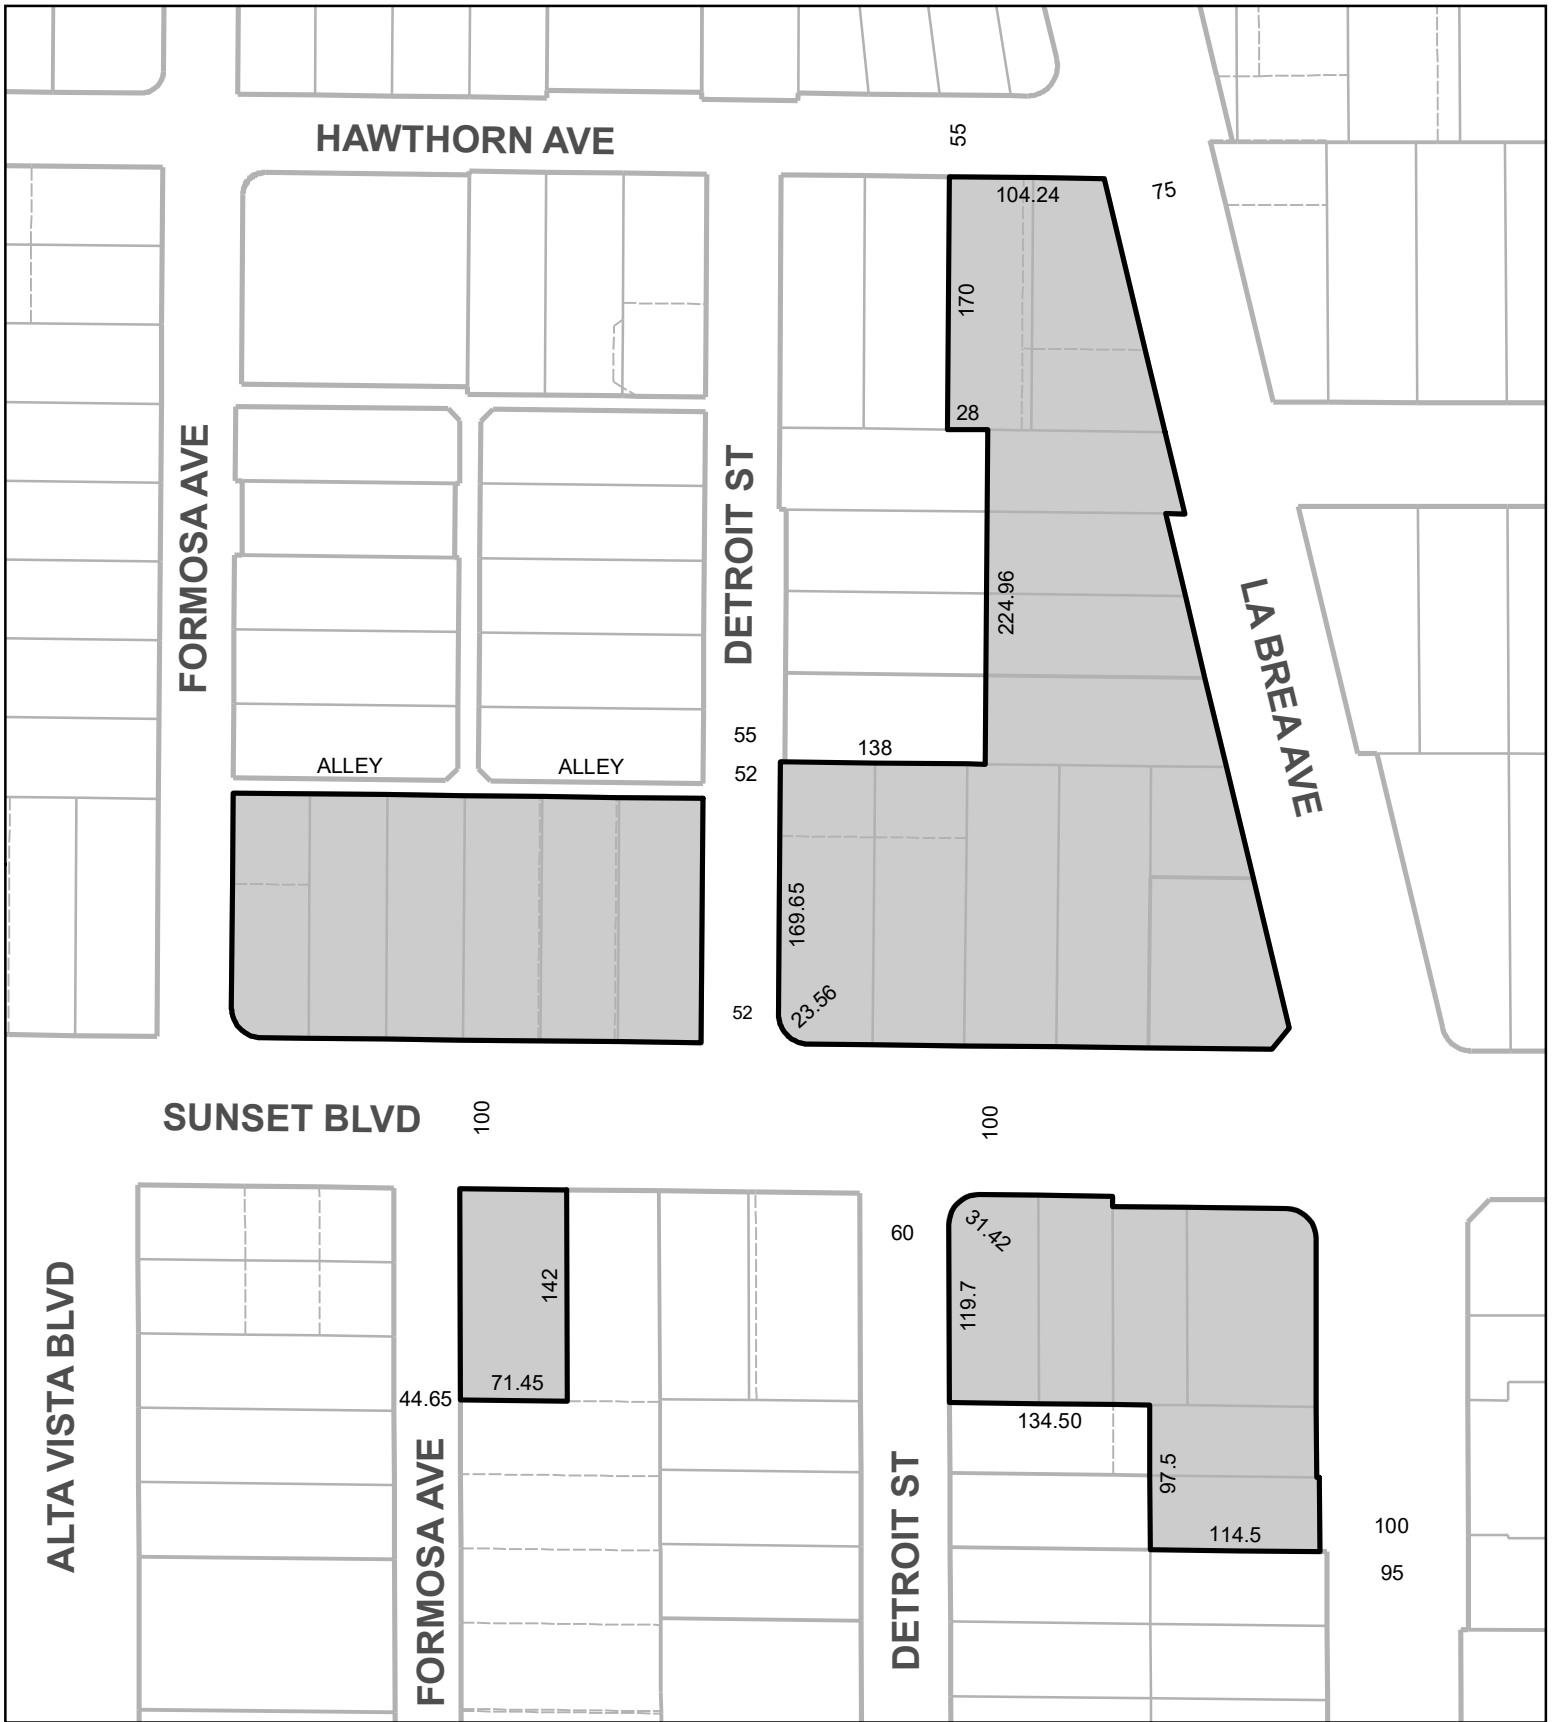 HAWTHORN AVE
55
104.24
75
170
28
FORMOSA AVE
DETROIT ST
224.96
LA BREA AVE
55
138
ALLEY
ALLEY
52
169.65
23.56
52
SUNSET BLVD
100
100
60
31.42
142
119.7
ALTA VISTA BLVD
71.45
44.65
134.50
FORMOSA AVE
DETROIT ST
97.5
114.5
100
95